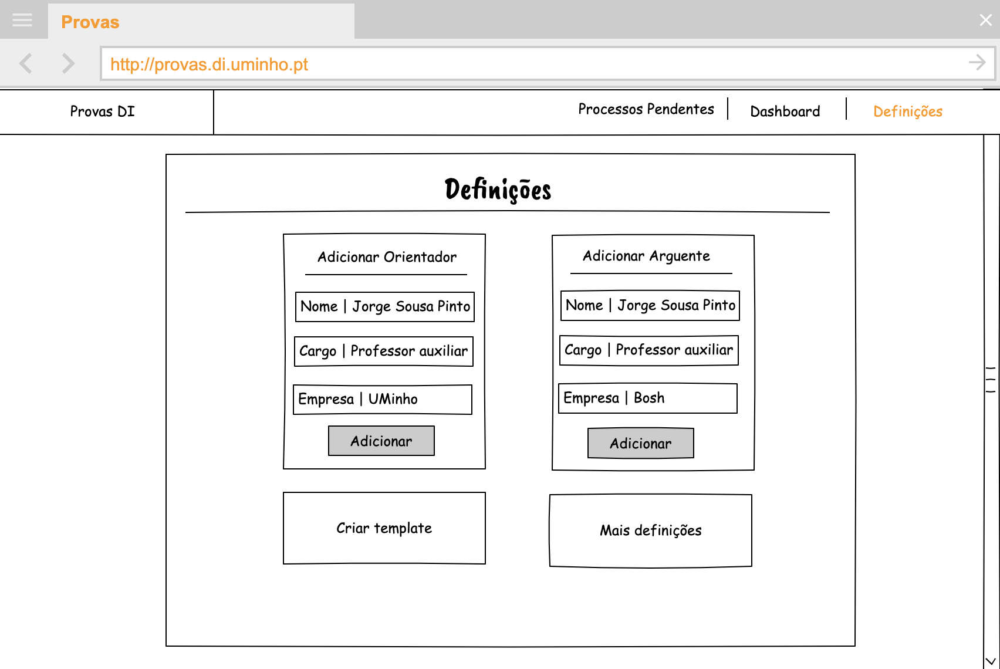 Provas
http://provas.di.uminho.pt
Provas DI
Processos Pendentes
Dashboard
Definições
Definições
Adicionar Orientador
Nome | Jorge Sousa Pinto
Cargo | Professor auxiliar
Empresa | UMinho
Adicionar
Adicionar Arguente
Nome | Jorge Sousa Pinto
Cargo | Professor auxiliar
Empresa | Bosh
Adicionar
Criar template
Mais definições